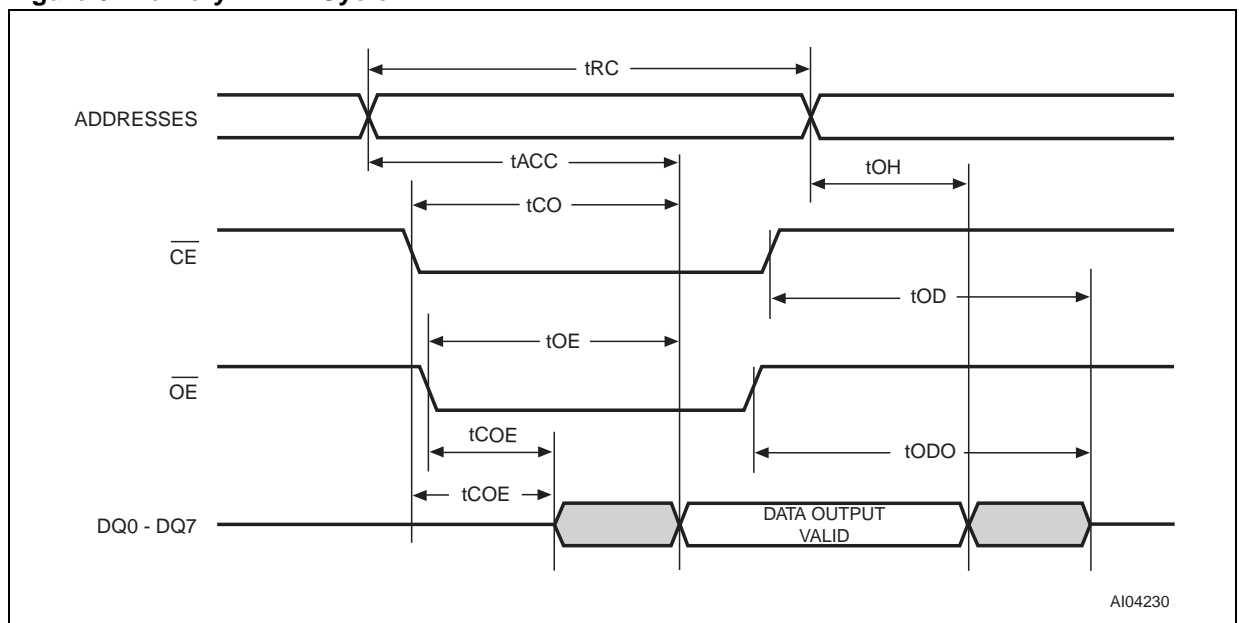 tRC
ADDRESSES
tACC
tOH
tCO
CE
tOD
tOE
OE
tCOE
tODO
tCOE
DQ0 - DQ7
DATA OUTPUT
VALID
AI04230